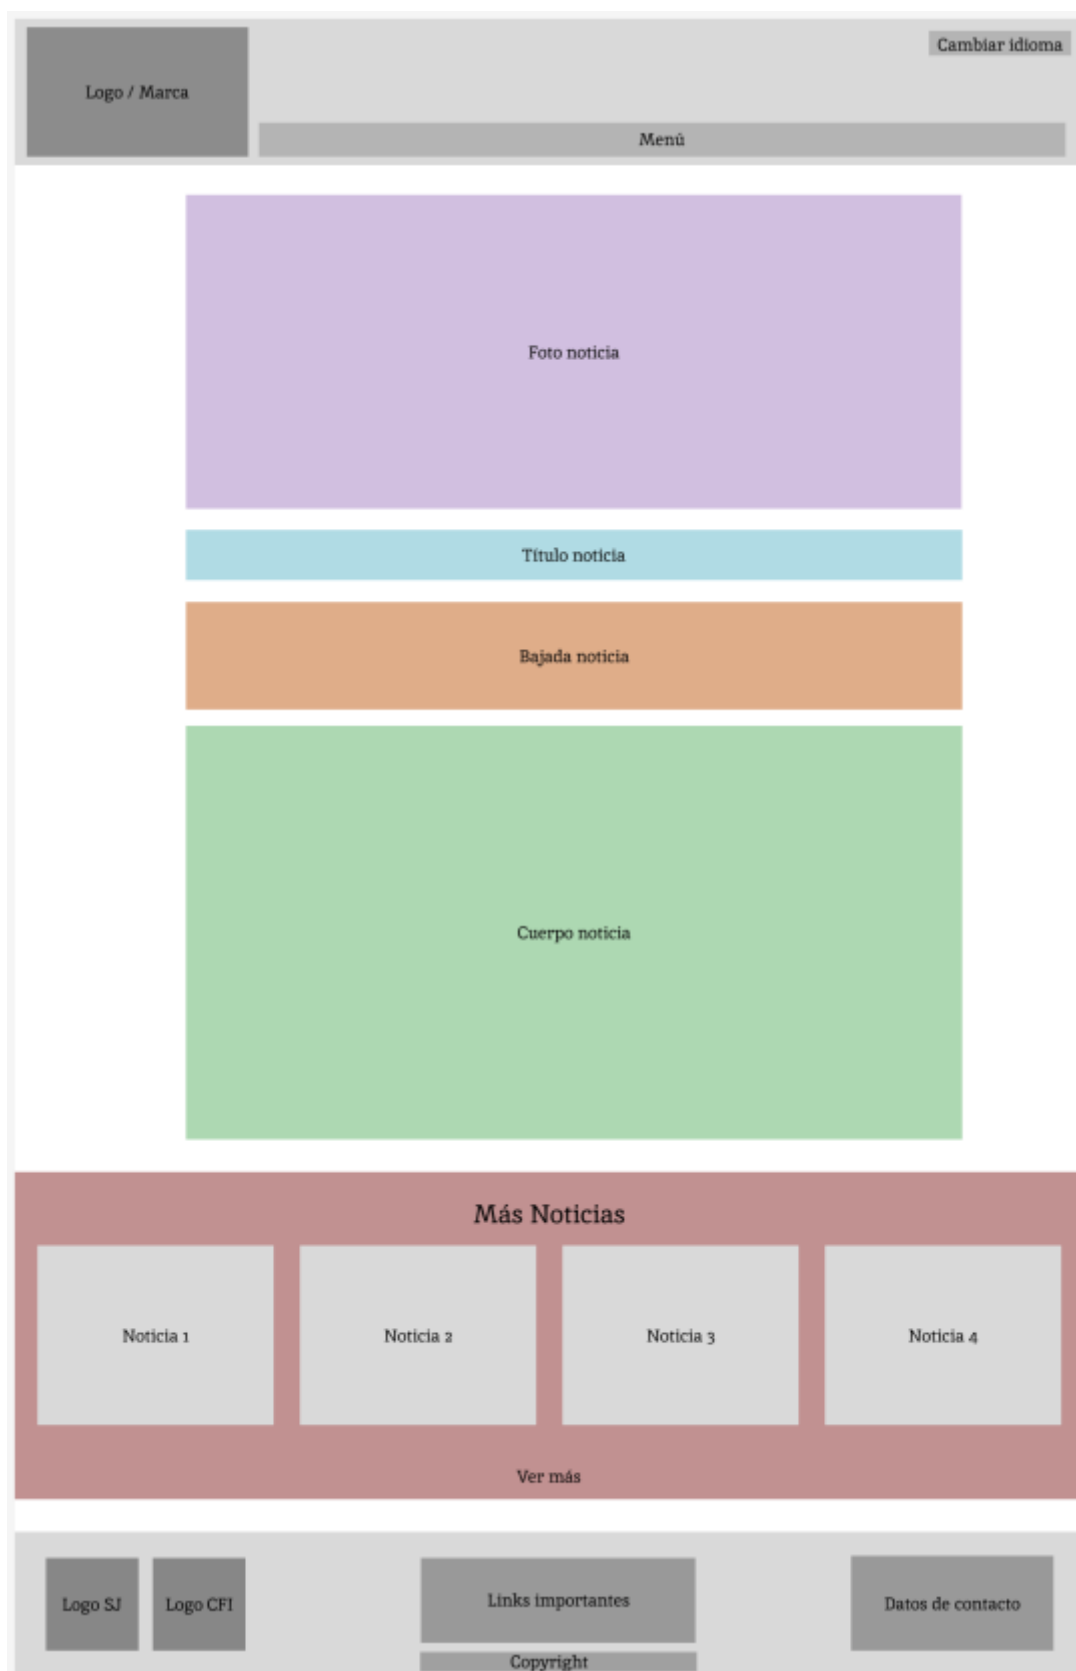 Cambiar idioma
Logo / Marca
Menú
Foto noticia
Título noticia
Bajada noticia
Cuerpo noticia
Más Noticias
Noticia 1
Noticia 2
Noticia 3
Noticia 4
Ver más
Logo SJ
Logo CFI
Links importantes
Datos de contacto
Copyright